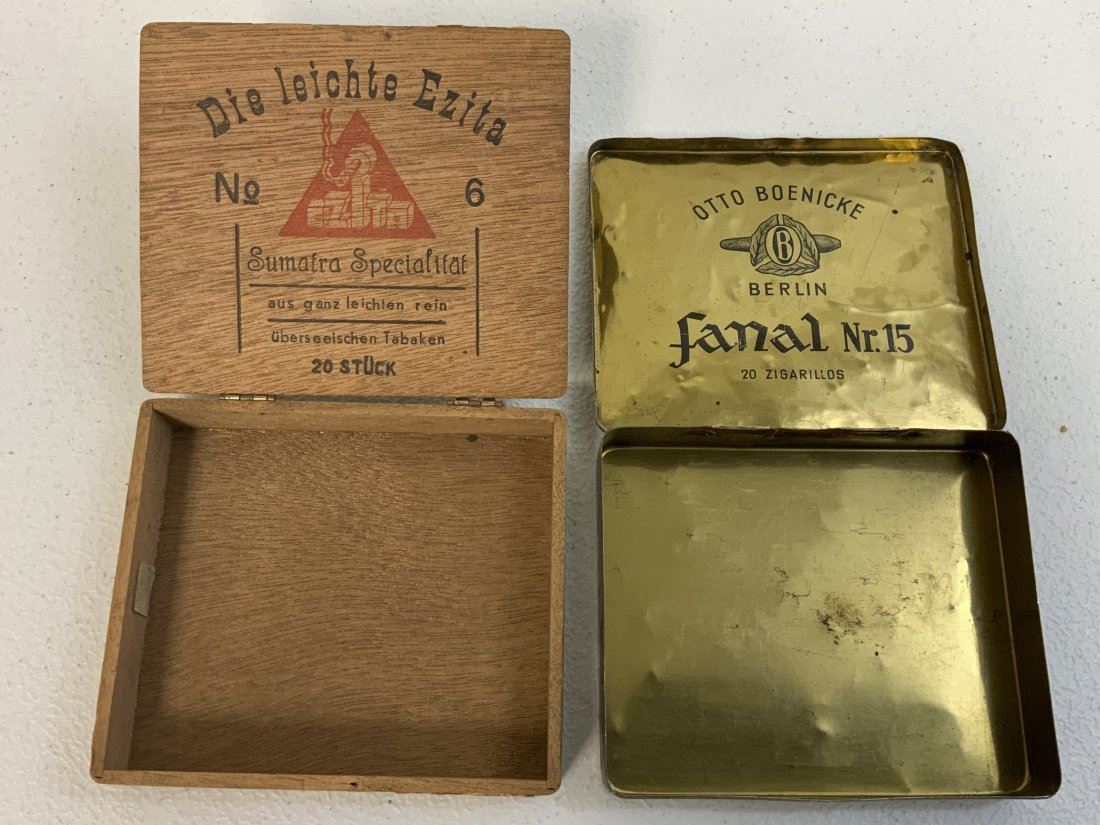 Die leichte Ezita
No 6
EZITA
Sumatra Specialität
aus ganz leichten rein
überseeischen Tabaken
20 STÜCK
OTTO BOENICKE
B
BERLIN
fanal Nr. 15
20 ZIGARILLOS